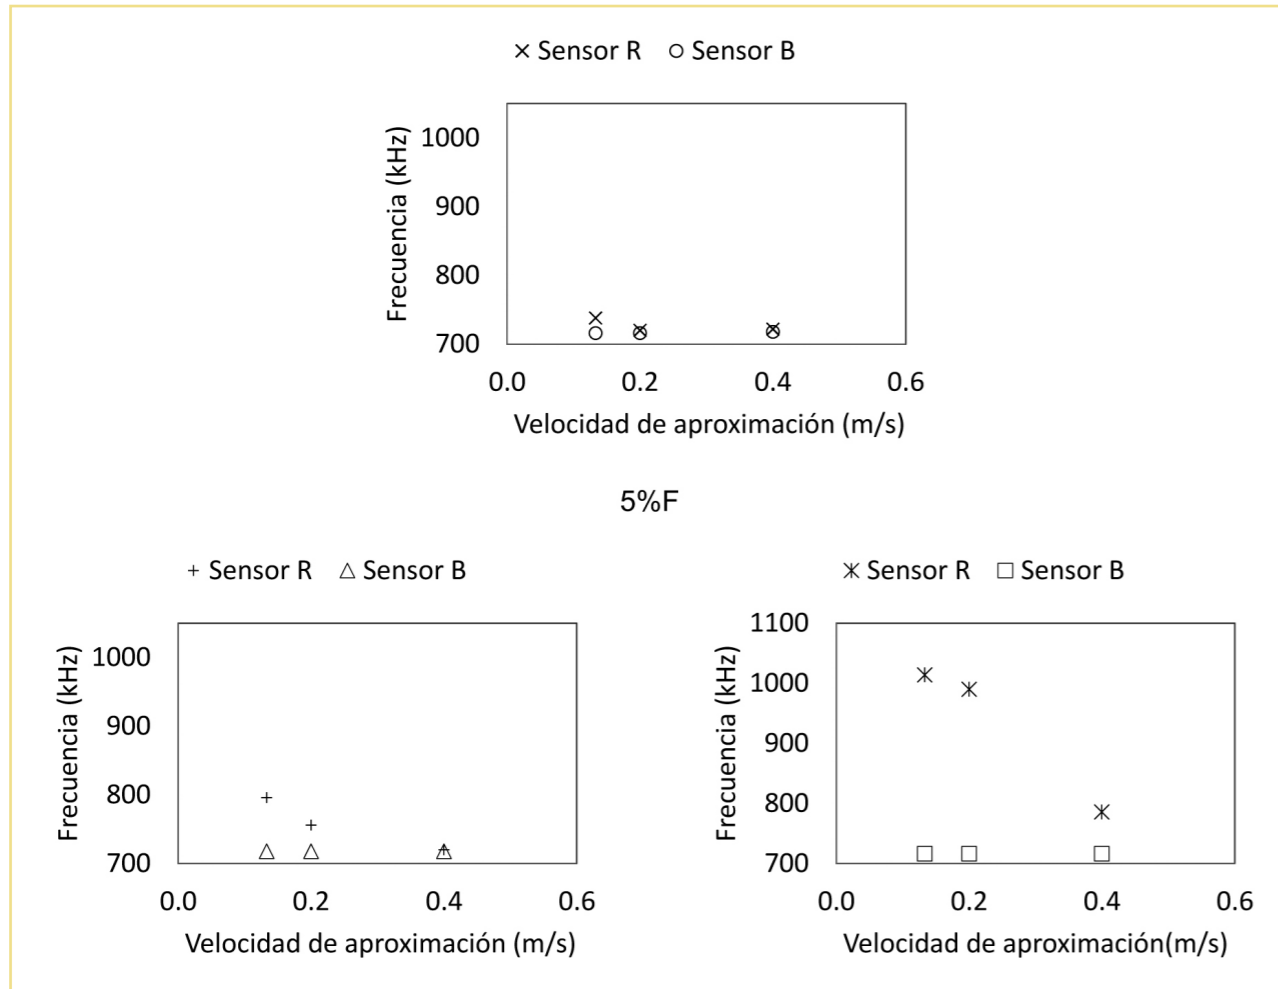 × Sensor R ○ Sensor B
Frecuencia (kHz)
1000
900
800
700
0.0 0.2 0.4 0.6
Velocidad de aproximación (m/s)
5%F
+ Sensor R △ Sensor B
Frecuencia (kHz)
1000
900
800
700
0.0 0.2 0.4 0.6
Velocidad de aproximación (m/s)
Sensor R □ Sensor B
Frecuencia (kHz)
1100
1000
900
800
700
0.0 0.2 0.4 0.6
Velocidad de aproximación(m/s)